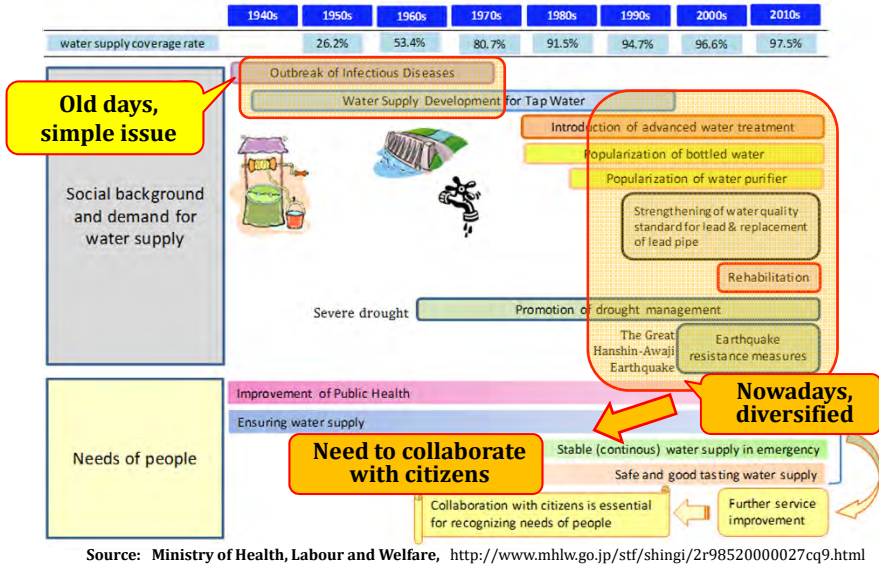 1940s 1950s 1960s 1970s 1980s 1990s 2000s 2010s
water supply coverage rate 26.2% 53.4% 80.7% 91.5% 94.7% 96.6% 97.5%
Outbreak of Infectious Diseases
Old days,
simple issue
Water Supply Development for Tap Water
Introduction of advanced water treatment
Popularization of bottled water
Popularization of water purifier
Social background
and demand for
water supply
Strengthening of water quality
standard for lead & replacement
of lead pipe
Rehabilitation
Severe drought
Promotion of drought management
The Great
Hanshin-Awaji
Earthquake
Earthquake
resistance measures
Nowadays,
diversified
Improvement of Public Health
Ensuring water supply
Needs of people
Need to collaborate
with citizens
Stable (continous) water supply in emergency
Safe and good tasting water supply
Collaboration with citizens is essential
for recognizing needs of people
Further service
improvement
Source: Ministry of Health, Labour and Welfare, http://www.mhlw.go.jp/stf/shingi/2r98520000027cq9.html